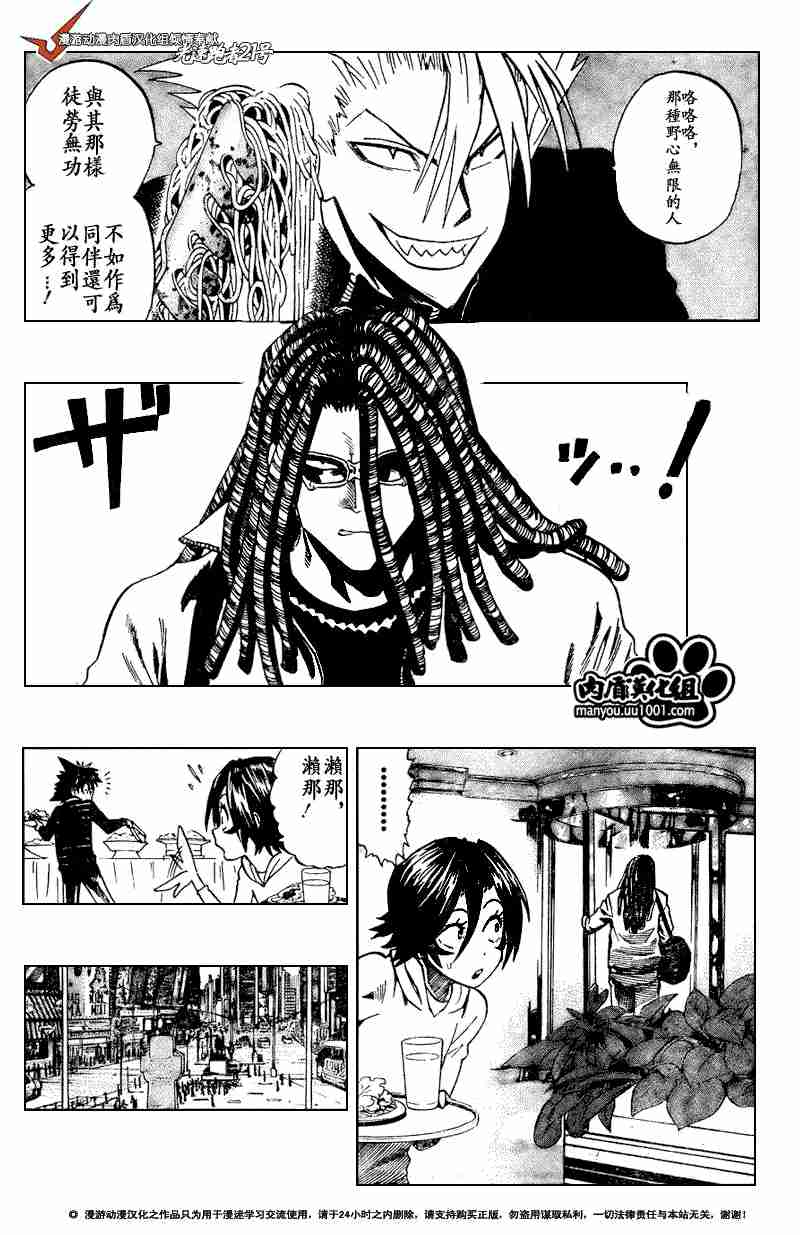 漫游动漫肉盾汉化组倾情奉献
咯咯咯,
那種野心無限的人
與其那樣
徒勞無功
不如作爲
同伴還可
以得到
更多…!
ザ"
‥‥!
肉盾漢化組
manyou.uu1001.com
………
瀨那,
瀨那!
© 漫游动漫汉化之作品只为用于漫迷学习交流使用,请于24小时之内删除,请支持购买正版,勿盗用谋取私利,一切法律责任与本站无关,谢谢!